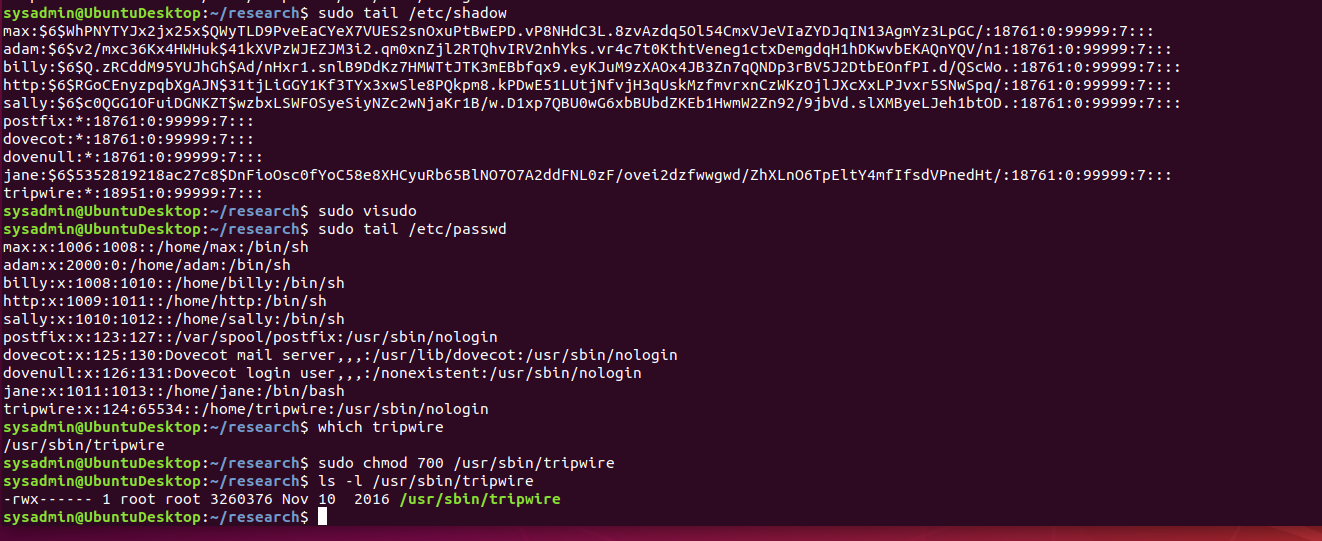 sysadmin@UbuntuDesktop:~/research$ sudo tail /etc/shadow
max:$6$WhPNYTYJx2jx25x$QWyTLD9PveEaCYeX7VUES2snOxuPtBwEPD.vP8NHdC3L.8zvAzdq5Ol54CmxVJeVIaZYDJqIN13AgmYz3LpGC/:18761:0:99999:7:::
adam:$6$v2/mxc36Kx4HWHuk$41kXVPzWJEZJM3i2.qm0xnZjl2RTQhvIRV2nhYks.vr4c7t0KthtVeneg1ctxDemgdqH1hDKwvbEKAQnYQV/n1:18761:0:99999:7:::
billy:$6$Q.zRCddM95YUJhGh$Ad/nHxr1.snlB9DdKz7HMWTtJTK3mEBbfqx9.eyKJuM9zXAOx4JB3Zn7qQNDp3rBV5J2DtbEOnfPI.d/QScWo.:18761:0:99999:7:::
http:$6$RGoCEnyzpqbXgAJN$31tjLiGGY1Kf3TYx3xwSle8PQkpm8.kPDwE51LUtjNfvjH3qUskMzfmvrxnCzWKzOjlJXcXxLPJvxr5SNwSpq/:18761:0:99999:7:::
sally:$6$c0QGG1OFuiDGNKZT$wzbxLSWFOSyeSiyNZc2wNjaKr1B/w.D1xp7QBU0wG6xbBUbdZKEb1HwmW2Zn92/9jbVd.slXMByeLJeh1btOD.:18761:0:99999:7:::
postfix:*:18761:0:99999:7:::
dovecot:*:18761:0:99999:7:::
dovenull:*:18761:0:99999:7:::
jane:$6$5352819218ac27c8$DnFioOsc0fYoC58e8XHCyuRb65BlNO7O7A2ddFNL0zF/ovei2dzfwwgwd/ZhXLnO6TpEltY4mfIfsdVPnedHt/:18761:0:99999:7:::
tripwire:*:18951:0:99999:7:::
sysadmin@UbuntuDesktop:~/research$ sudo visudo
sysadmin@UbuntuDesktop:~/research$ sudo tail /etc/passwd
max:x:1006:1008::/home/max:/bin/sh
adam:x:2000:0:/home/adam:/bin/sh
billy:x:1008:1010::/home/billy:/bin/sh
http:x:1009:1011::/home/http:/bin/sh
sally:x:1010:1012::/home/sally:/bin/sh
postfix:x:123:127::/var/spool/postfix:/usr/sbin/nologin
dovecot:x:125:130:Dovecot mail server,,,:/usr/lib/dovecot:/usr/sbin/nologin
dovenull:x:126:131:Dovecot login user,,,:/nonexistent:/usr/sbin/nologin
jane:x:1011:1013::/home/jane:/bin/bash
tripwire:x:124:65534::/home/tripwire:/usr/sbin/nologin
sysadmin@UbuntuDesktop:~/research$ which tripwire
/usr/sbin/tripwire
sysadmin@UbuntuDesktop:~/research$ sudo chmod 700 /usr/sbin/tripwire
sysadmin@UbuntuDesktop:~/research$ ls -l /usr/sbin/tripwire
-rwx------ 1 root root 3260376 Nov 10  2016 /usr/sbin/tripwire
sysadmin@UbuntuDesktop:~/research$